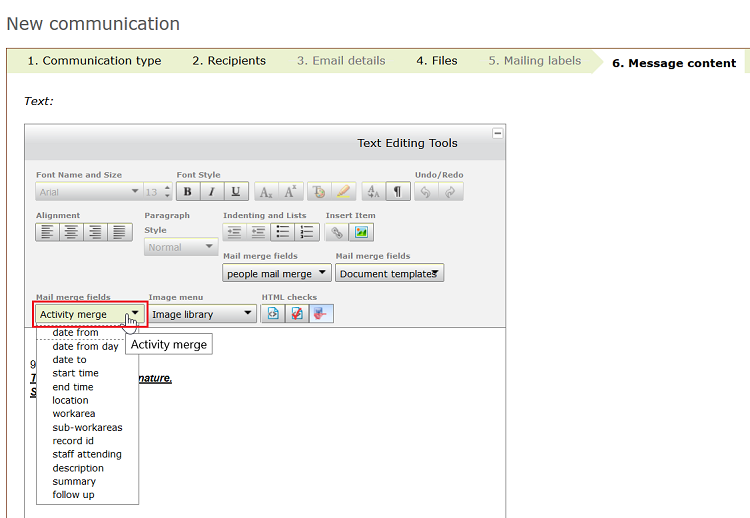 New communication
1. Communication type 2. Recipients 3. Email details 4. Files 5. Mailing labels 6. Message content
Text:
Text Editing Tools
Font Name and Size Font Style Undo/Redo
Arial 13 B I U
Alignment Paragraph Style Indenting and Lists Insert Item
Normal
Mail merge fields Mail merge fields
people mail merge Document templates
Mail merge fields Image menu HTML checks
Activity merge Image library
Activity merge
date from
date from day
date to
start time
end time
location
workarea
sub-workareas
record id
staff attending
description
summary
follow up
9
T nature.
S